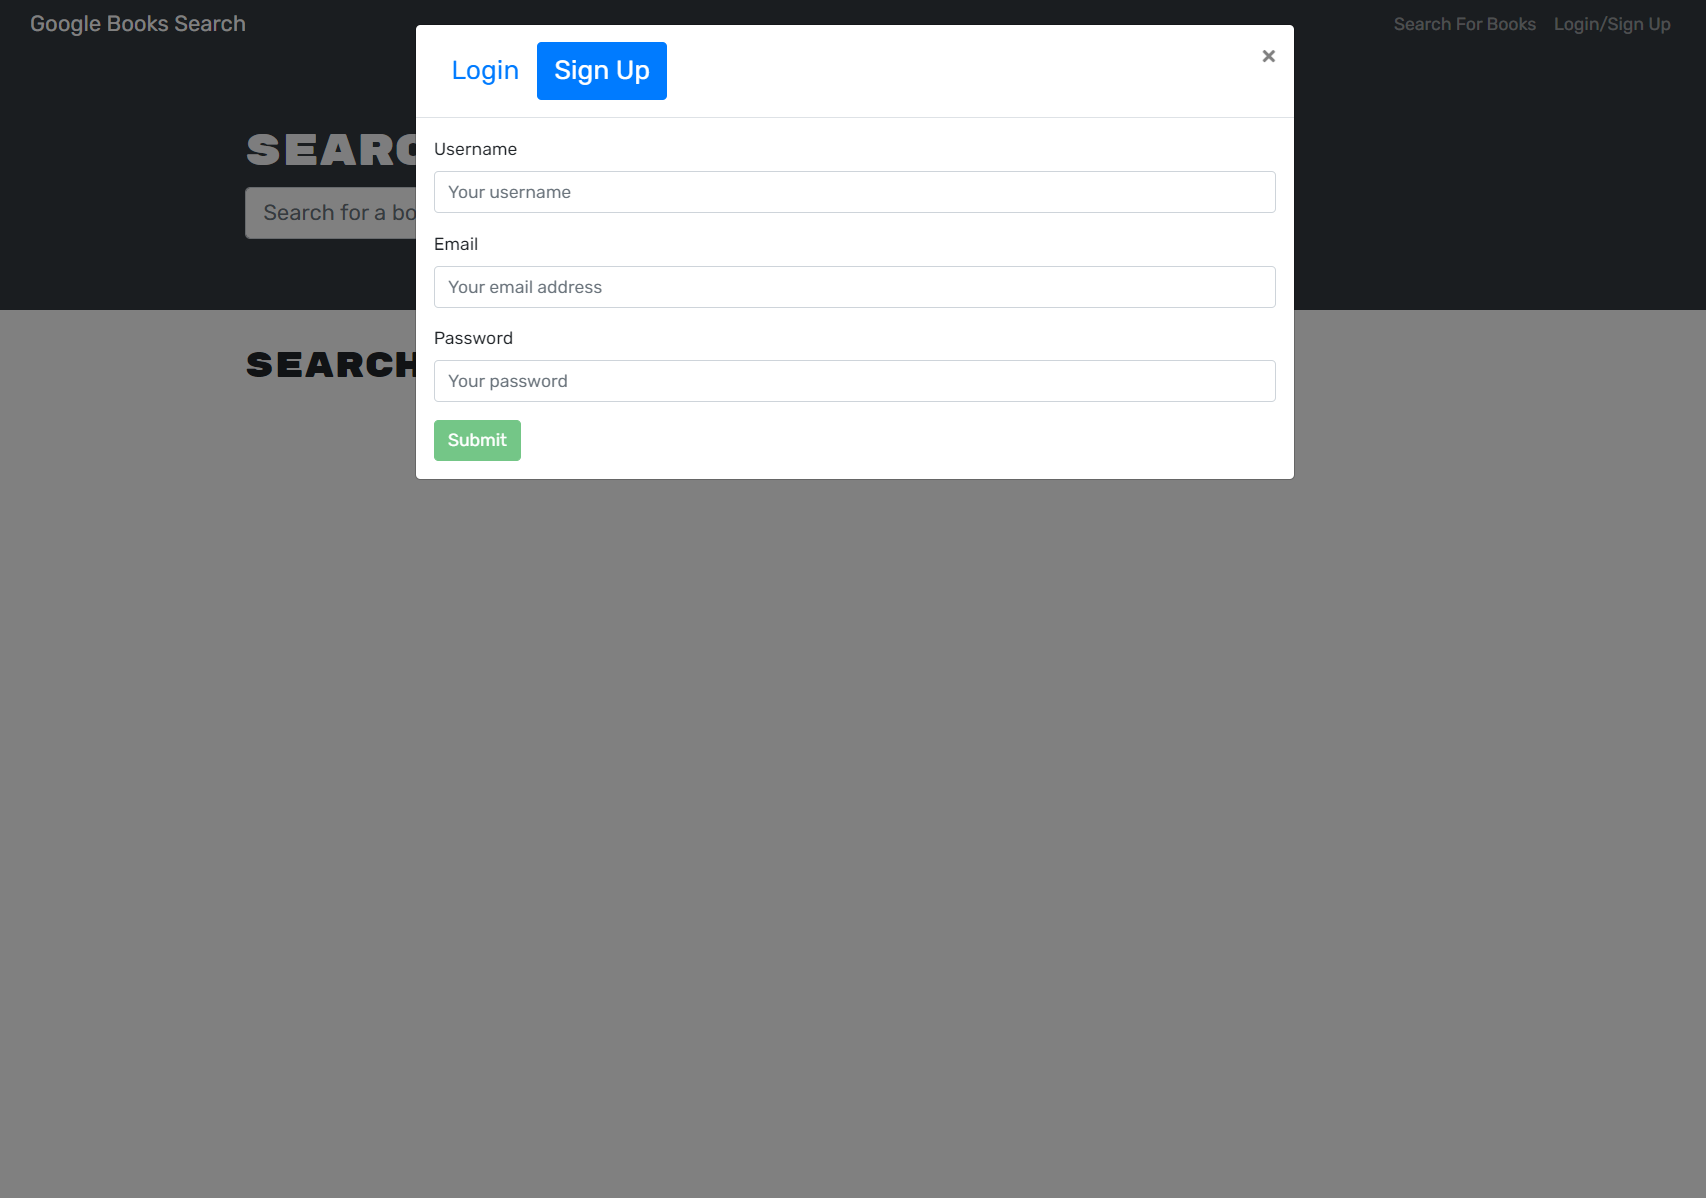 Google Books Search
Search For Books
Login/Sign Up
Login
Sign Up
×
Username
Your username
Email
Your email address
Password
Your password
Submit
Search for a bo
SEARCH